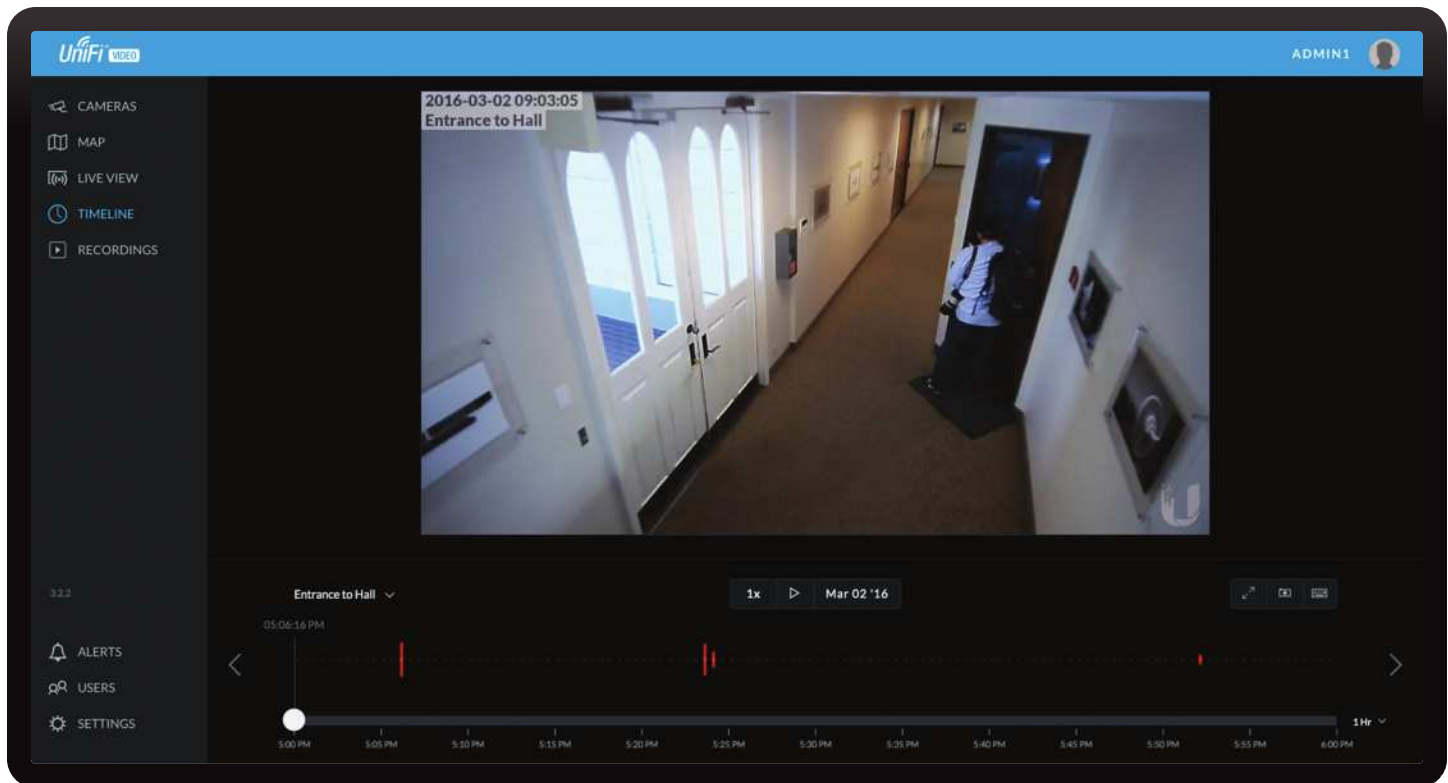 UniFi VIDEO
ADMIN1
CAMERAS
MAP
LIVE VIEW
TIMELINE
RECORDINGS
2016-03-02 09:03:05
Entrance to Hall
3.2.2
Entrance to Hall
1x
Mar 02 '16
05:06:16 PM
ALERTS
USERS
SETTINGS
1 Hr
5:00 PM 5:05 PM 5:10 PM 5:15 PM 5:20 PM 5:25 PM 5:30 PM 5:35 PM 5:40 PM 5:45 PM 5:50 PM 5:55 PM 6:00 PM